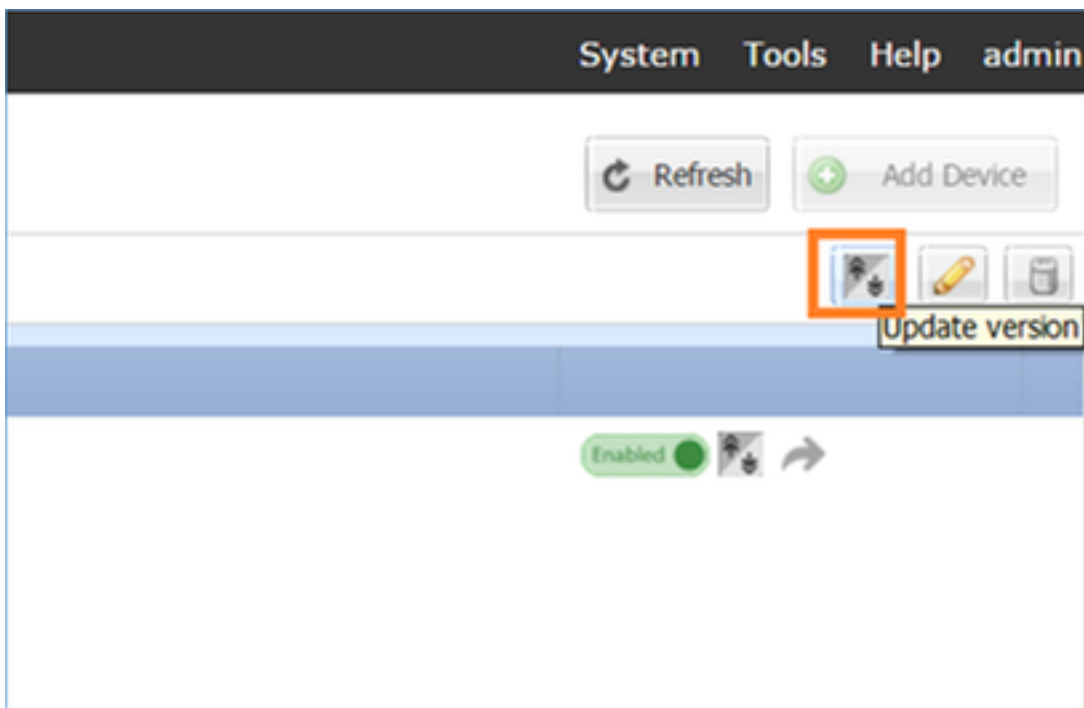 System Tools Help admin
Refresh Add Device
Update version
Enabled